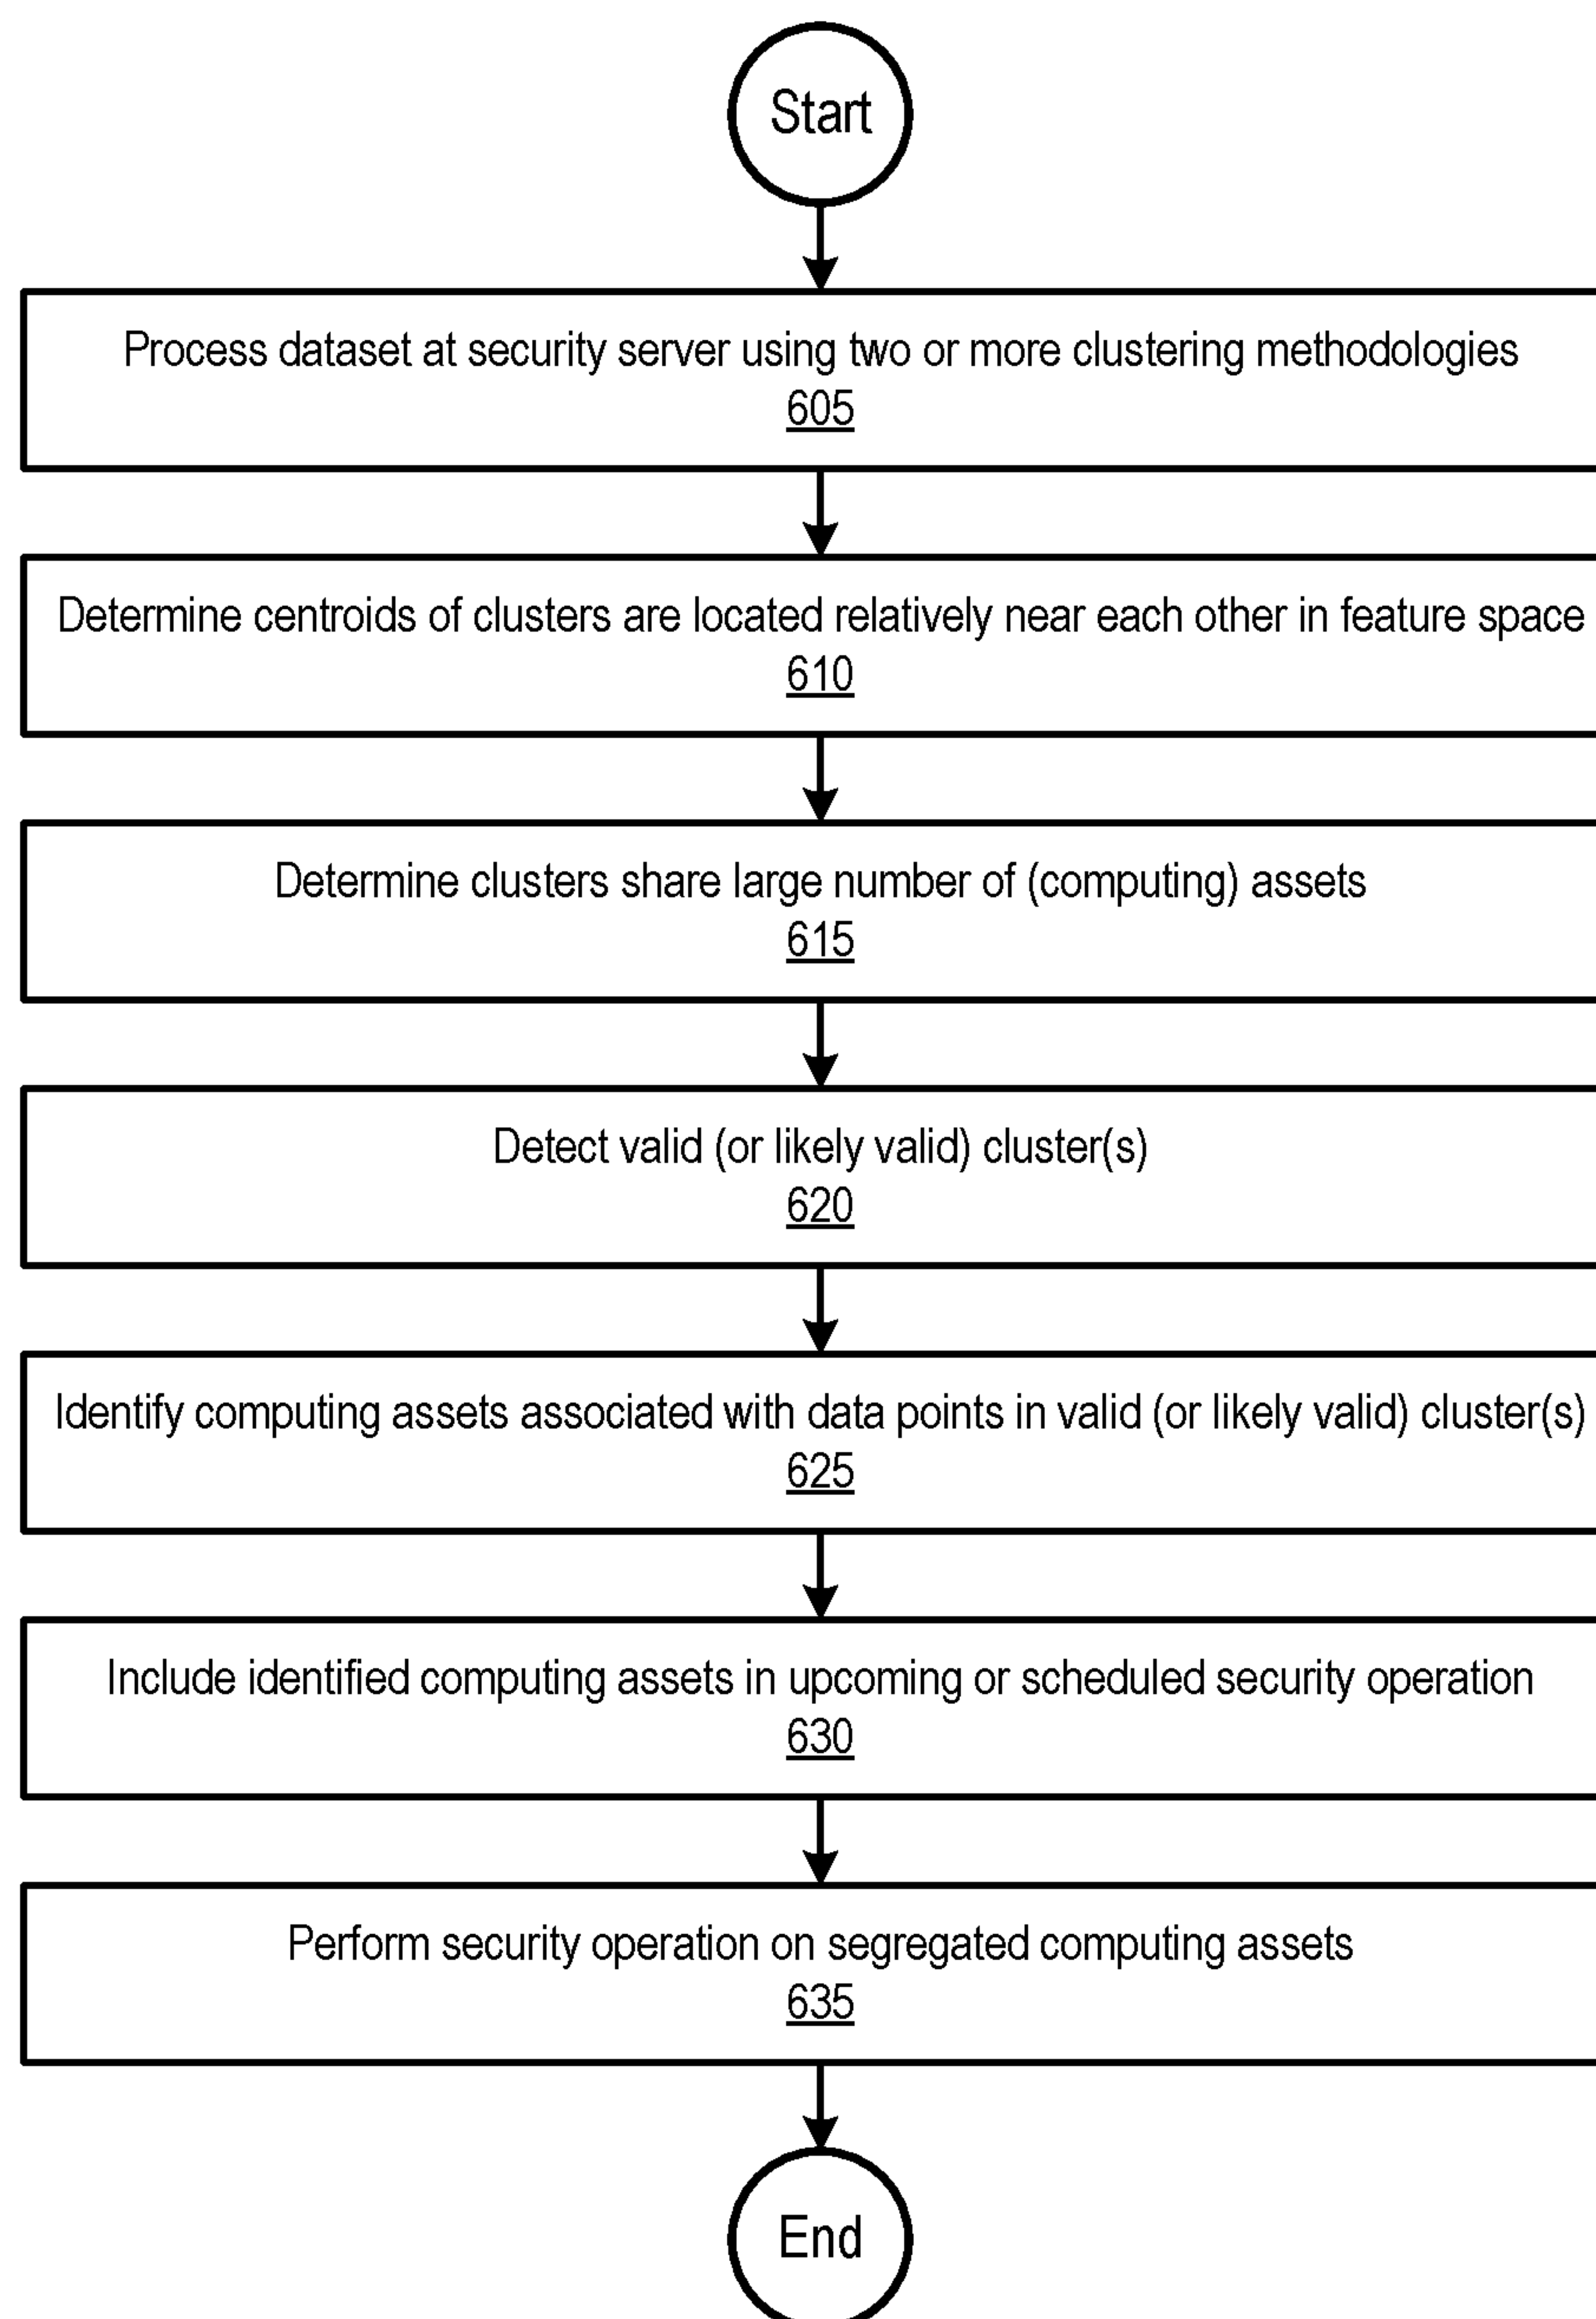 Start
Process dataset at security server using two or more clustering methodologies
605
Determine centroids of clusters are located relatively near each other in feature space
610
Determine clusters share large number of (computing) assets
615
Detect valid (or likely valid) cluster(s)
620
Identify computing assets associated with data points in valid (or likely valid) cluster(s)
625
Include identified computing assets in upcoming or scheduled security operation
630
Perform security operation on segregated computing assets
635
End